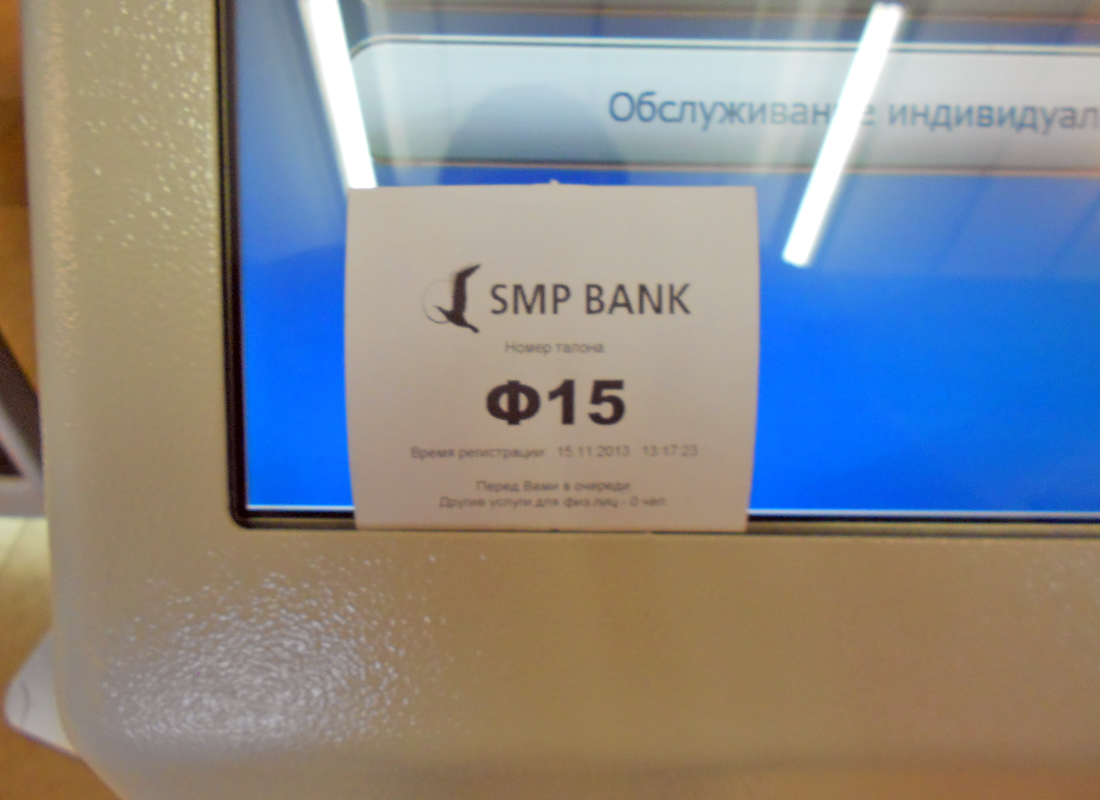 Обслуживание индивидуал
SMP BANK
Номер талона
Ф15
Время регистрации: 15.11.2013 13:17:23
Перед Вами в очереди:
Другие услуги для физ.лиц - 0 чел.